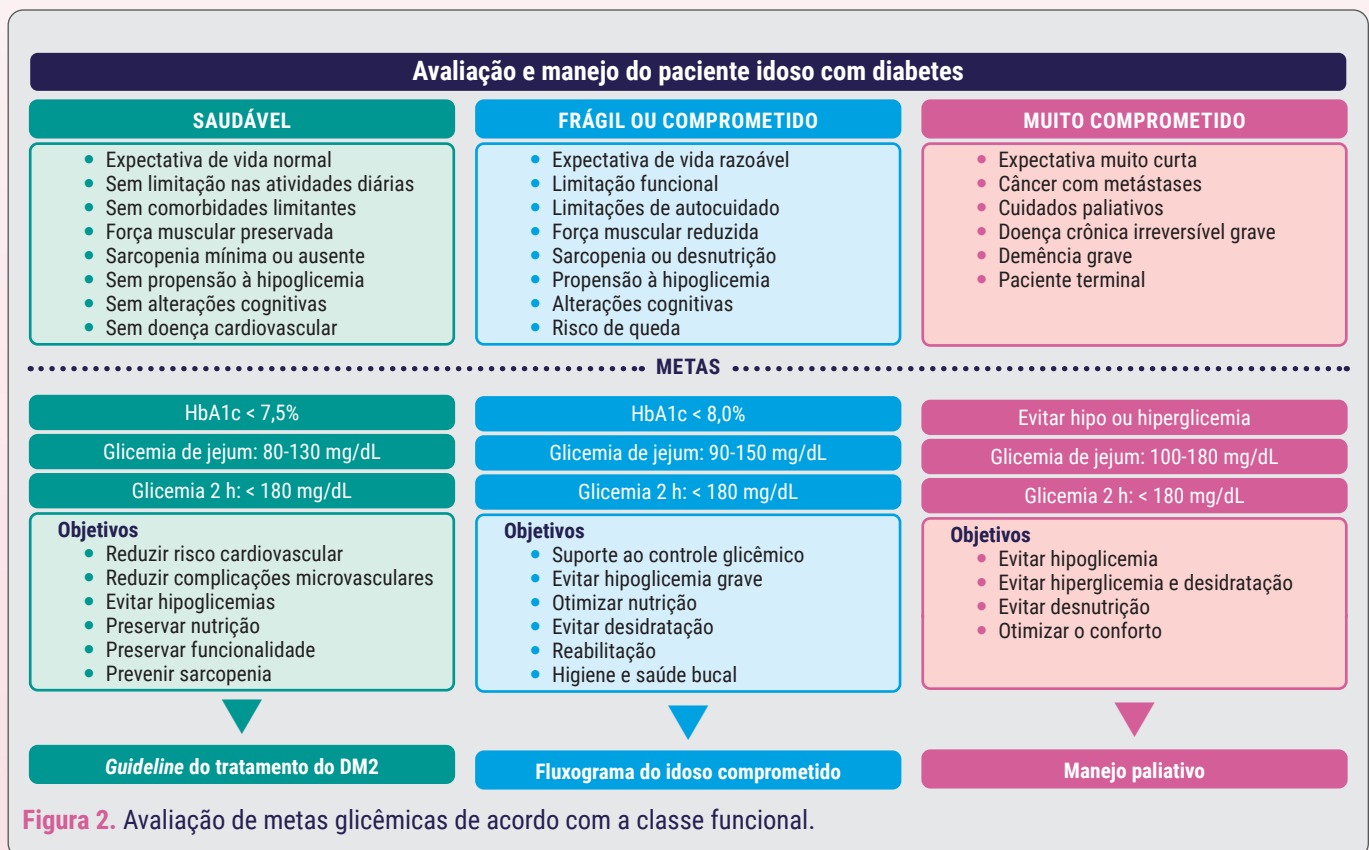 Avaliação e manejo do paciente idoso com diabetes
SAUDÁVEL
• Expectativa de vida normal
• Sem limitação nas atividades diárias
• Sem comorbidades limitantes
• Força muscular preservada
• Sarcopenia mínima ou ausente
• Sem propensão à hipoglicemia
• Sem alterações cognitivas
• Sem doença cardiovascular
FRÁGIL OU COMPROMETIDO
• Expectativa de vida razoável
• Limitação funcional
• Limitações de autocuidado
• Força muscular reduzida
• Sarcopenia ou desnutrição
• Propensão à hipoglicemia
• Alterações cognitivas
• Risco de queda
MUITO COMPROMETIDO
• Expectativa muito curta
• Câncer com metástases
• Cuidados paliativos
• Doença crônica irreversível grave
• Demência grave
• Paciente terminal
METAS
HbA1c < 7,5%
Glicemia de jejum: 80-130 mg/dL
Glicemia 2 h: < 180 mg/dL
Objetivos
• Reduzir risco cardiovascular
• Reduzir complicações microvasculares
• Evitar hipoglicemias
• Preservar nutrição
• Preservar funcionalidade
• Prevenir sarcopenia
Guideline do tratamento do DM2
HbA1c < 8,0%
Glicemia de jejum: 90-150 mg/dL
Glicemia 2 h: < 180 mg/dL
Objetivos
• Suporte ao controle glicêmico
• Evitar hipoglicemia grave
• Otimizar nutrição
• Evitar desidratação
• Reabilitação
• Higiene e saúde bucal
Fluxograma do idoso comprometido
Evitar hipo ou hiperglicemia
Glicemia de jejum: 100-180 mg/dL
Glicemia 2 h: < 180 mg/dL
Objetivos
• Evitar hipoglicemia
• Evitar hiperglicemia e desidratação
• Evitar desnutrição
• Otimizar o conforto
Manejo paliativo
Figura 2. Avaliação de metas glicêmicas de acordo com a classe funcional.